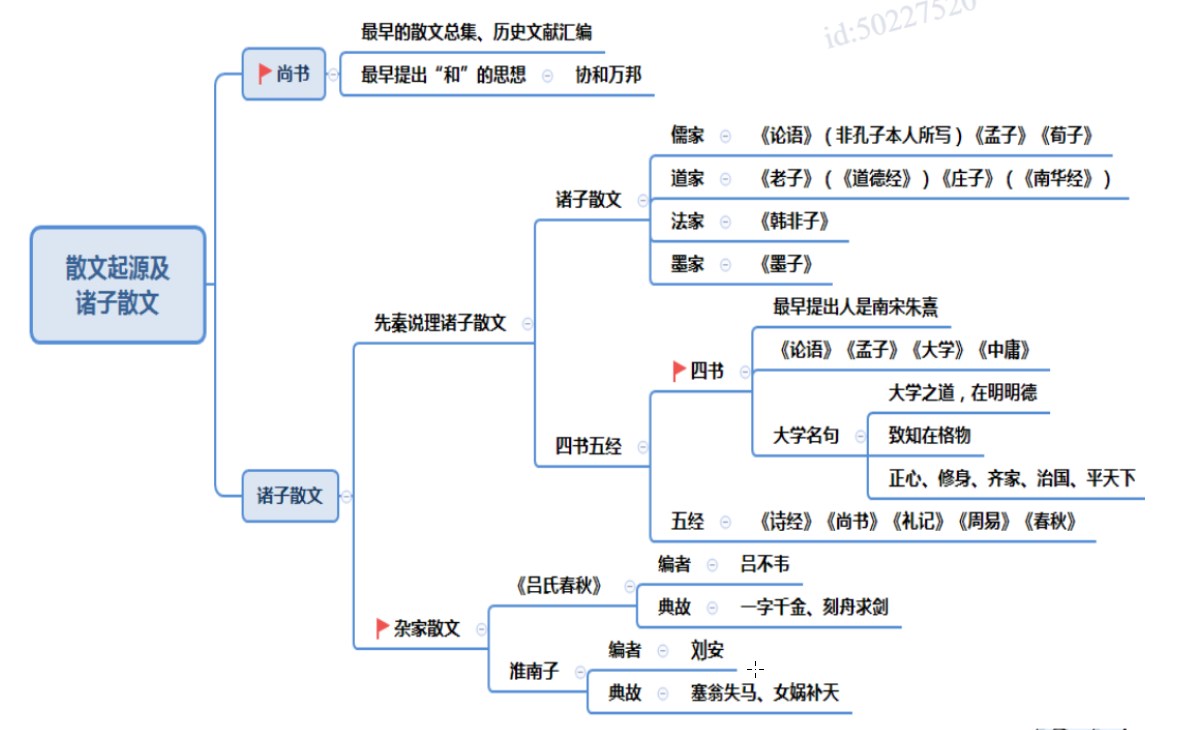 id:50227520
最早的散文总集、历史文献汇编
尚书
最早提出“和”的思想 协和万邦
儒家 《论语》(非孔子本人所写)《孟子》《荀子》
道家 《老子》(《道德经》)《庄子》(《南华经》)
诸子散文
法家 《韩非子》
墨家 《墨子》
散文起源及
诸子散文
先秦说理诸子散文
最早提出人是南宋朱熹
《论语》《孟子》《大学》《中庸》
四书
大学之道,在明明德
大学名句 致知在格物
四书五经
正心、修身、齐家、治国、平天下
诸子散文
五经 《诗经》《尚书》《礼记》《周易》《春秋》
编者 吕不韦
《吕氏春秋》
典故 一字千金、刻舟求剑
杂家散文
编者 刘安
淮南子
典故 塞翁失马、女娲补天